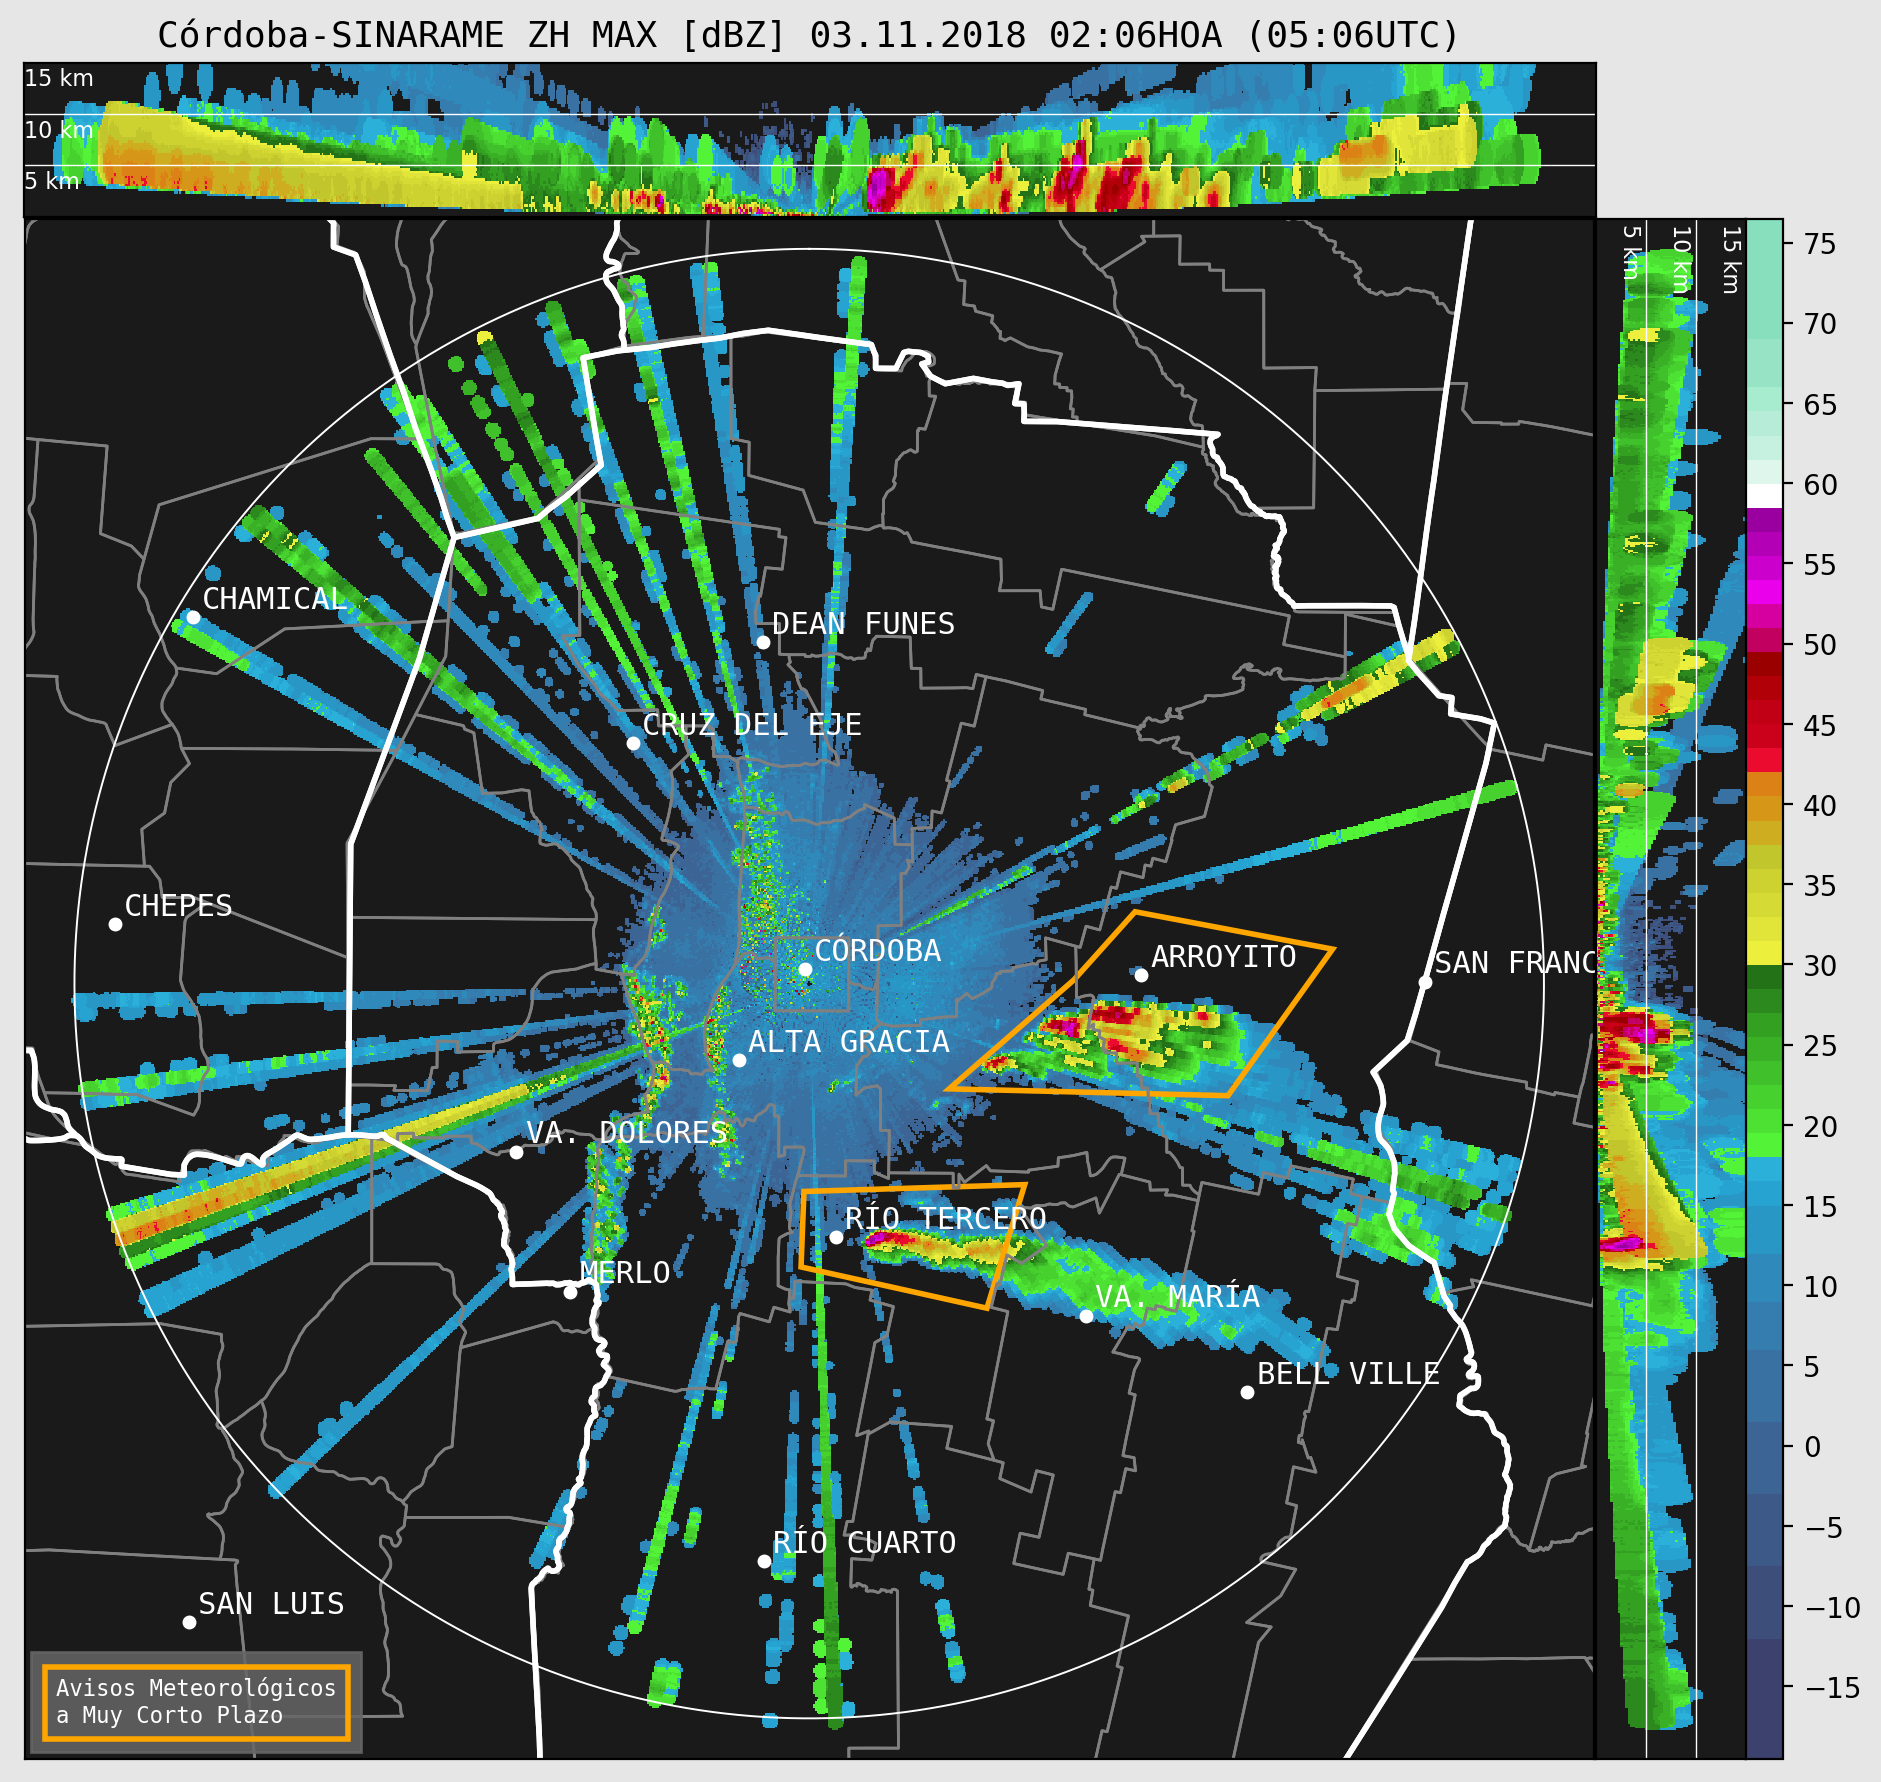 Córdoba-SINARAME ZH MAX [dBZ] 03.11.2018 02:06HOA (05:06UTC)
15 km
10 km
5 km
5 km
10 km
15 km
75
70
65
60
55
50
45
40
35
30
25
20
15
10
5
0
−5
−10
−15
CHAMICAL
DEAN FUNES
CRUZ DEL EJE
CHEPES
CÓRDOBA
ARROYITO
SAN FRANC
ALTA GRACIA
VA. DOLORES
RÍO TERCERO
MERLO
VA. MARÍA
BELL VILLE
RÍO CUARTO
SAN LUIS
Avisos Meteorológicos
a Muy Corto Plazo